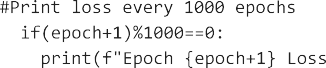 #Print loss every 1000 epochs
if(epoch+1)%1000==0:
print(f"Epoch {epoch+1} Loss